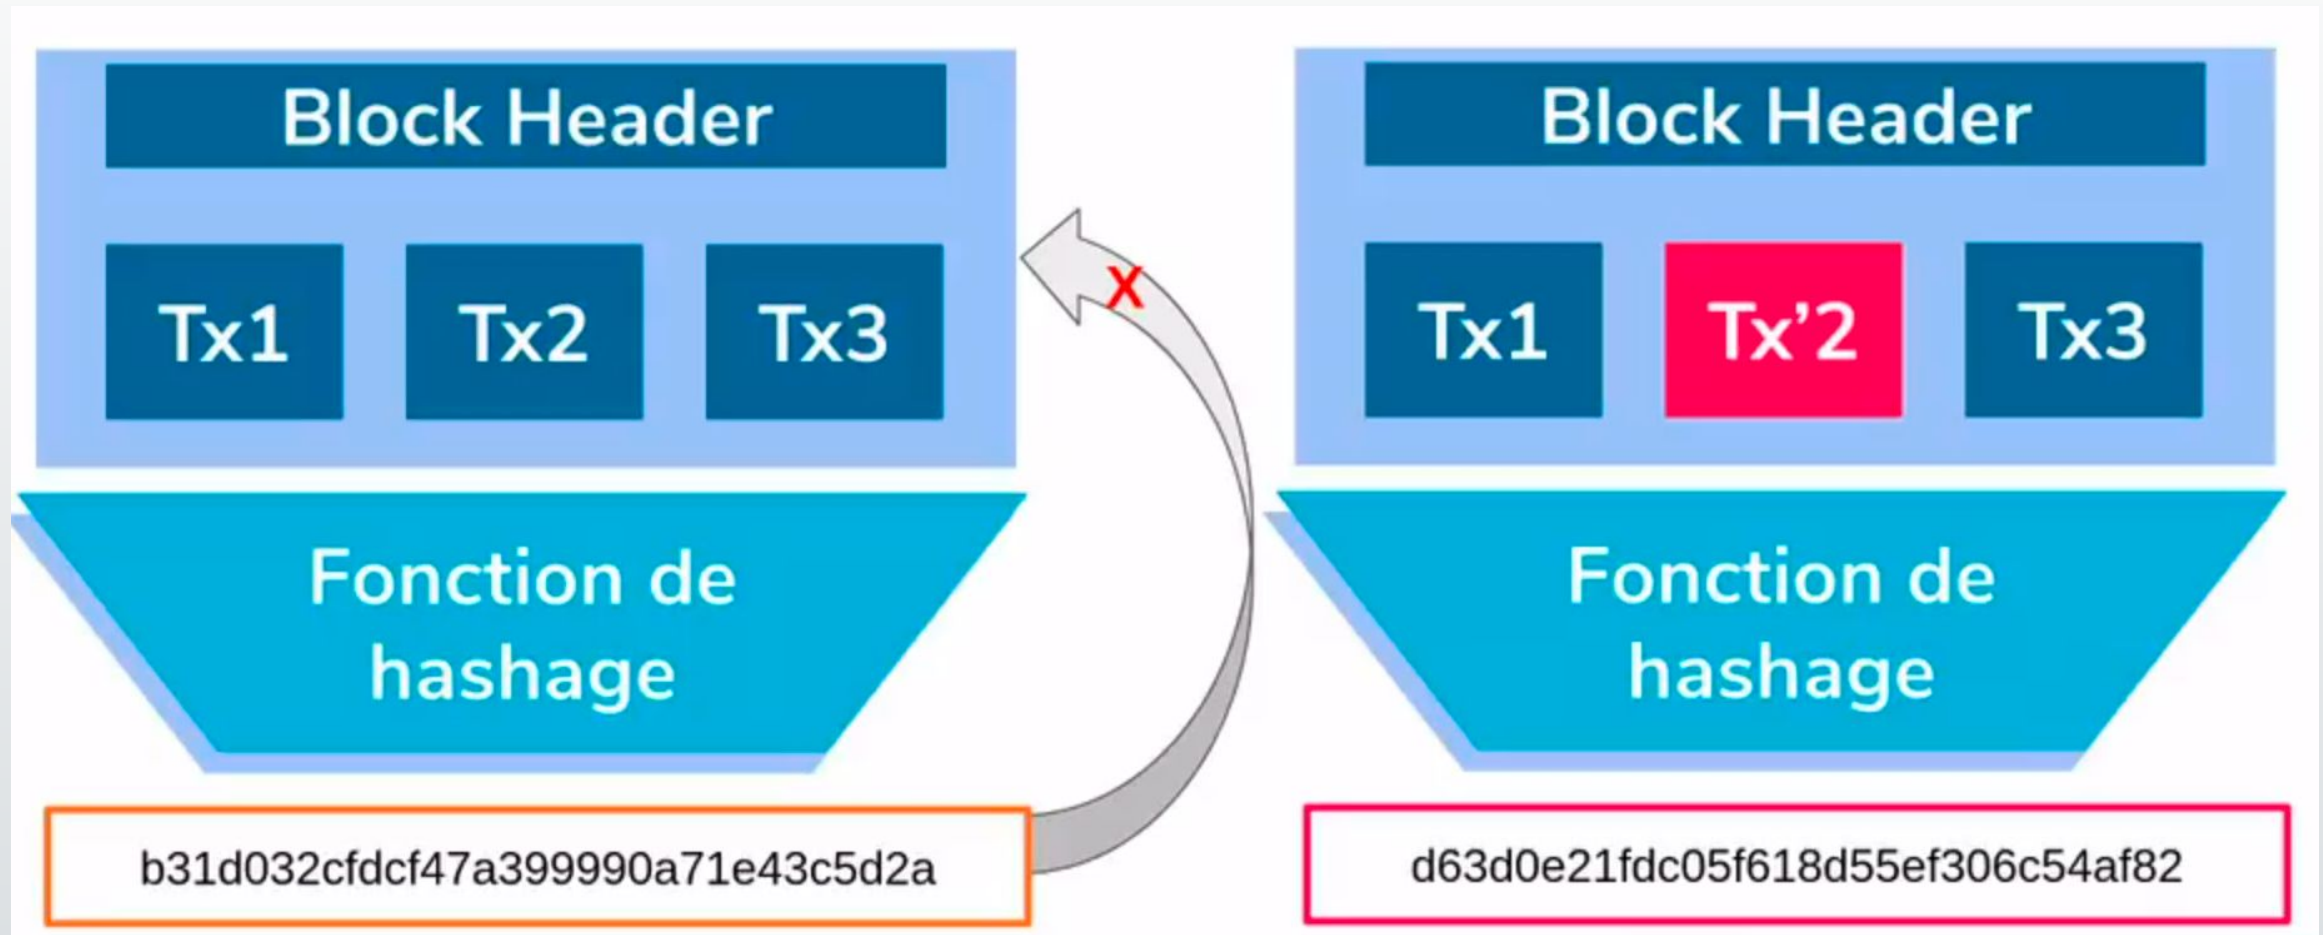 Block Header
Tx1 Tx2 Tx3
Fonction de
hashage
b31d032cfdcf47a399990a71e43c5d2a
X
Block Header
Tx1 Tx’2 Tx3
Fonction de
hashage
d63d0e21fdc05f618d55ef306c54af82